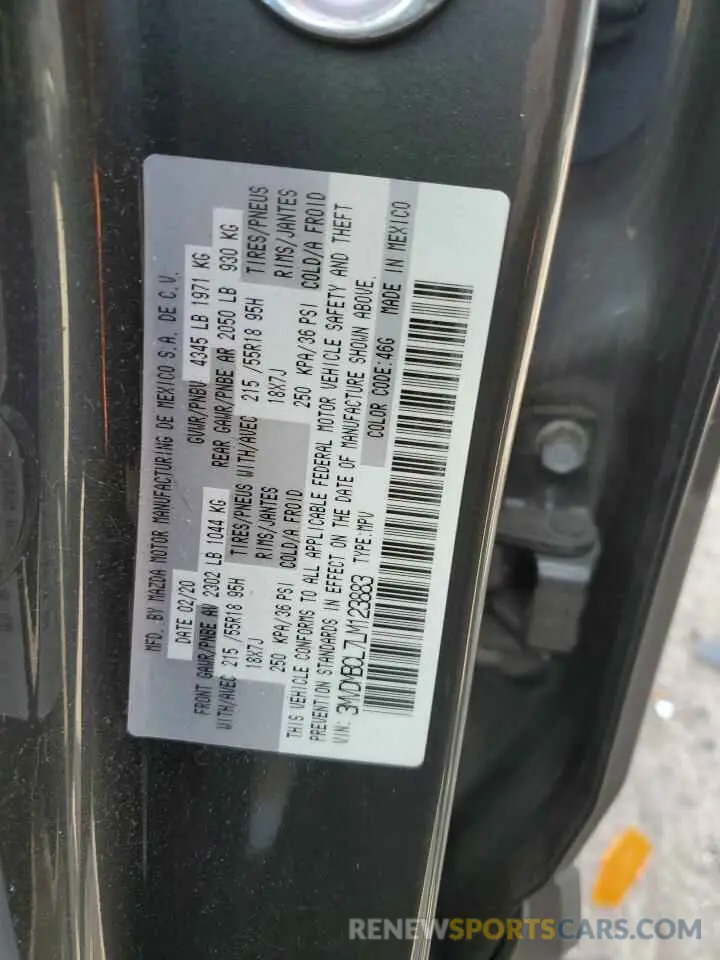 MFD. BY MAZDA MOTOR MANUFACTURING DE MEXICO S.A. DE C.V.
DATE 02/20 GVWR/PNBV 4345 LB 1971 KG
FRONT GAWR/PNBE AV 2302 LB 1044 KG REAR GAWR/PNBE AR 2050 LB 930 KG
WITH/AVEC 215 /55R18 95H TIRES/PNEUS WITH/AVEC 215 /55R18 95H TIRES/PNEUS
18X7J RIMS/JANTES 18X7J RIMS/JANTES
250 KPA/36 PSI COLD/A FROID 250 KPA/36 PSI COLD/A FROID
THIS VEHICLE CONFORMS TO ALL APPLICABLE FEDERAL MOTOR VEHICLE SAFETY AND THEFT
PREVENTION STANDARDS IN EFFECT ON THE DATE OF MANUFACTURE SHOWN ABOVE.
VIN: 3MVDMBCL7LM123883 TYPE:MPV COLOR CODE:46G MADE IN MEXICO
RENEWSPORTSCARS.COM